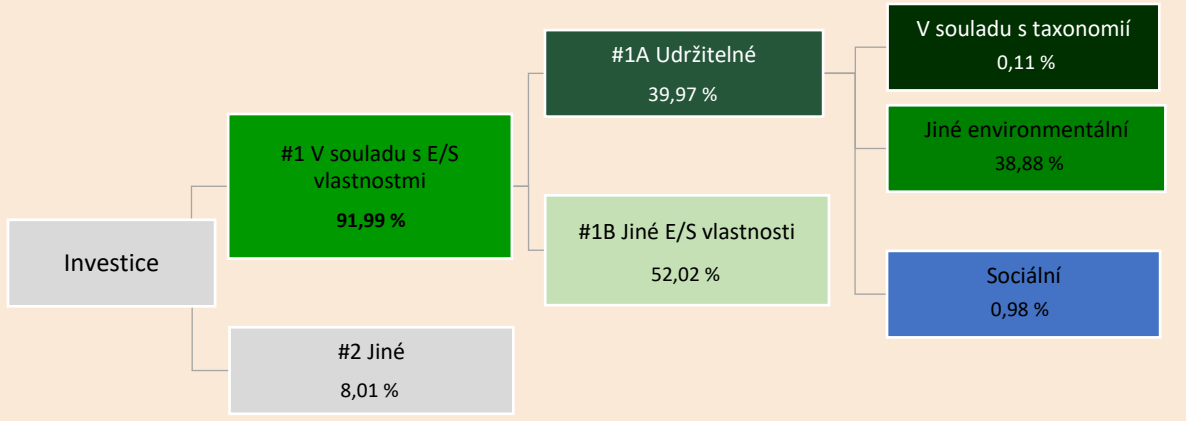 Investice
#1 V souladu s E/S
vlastnostmi
91,99 %
#2 Jiné
8,01 %
#1A Udržitelné
39,97 %
#1B Jiné E/S vlastnosti
52,02 %
V souladu s taxonomií
0,11 %
Jiné environmentální
38,88 %
Sociální
0,98 %